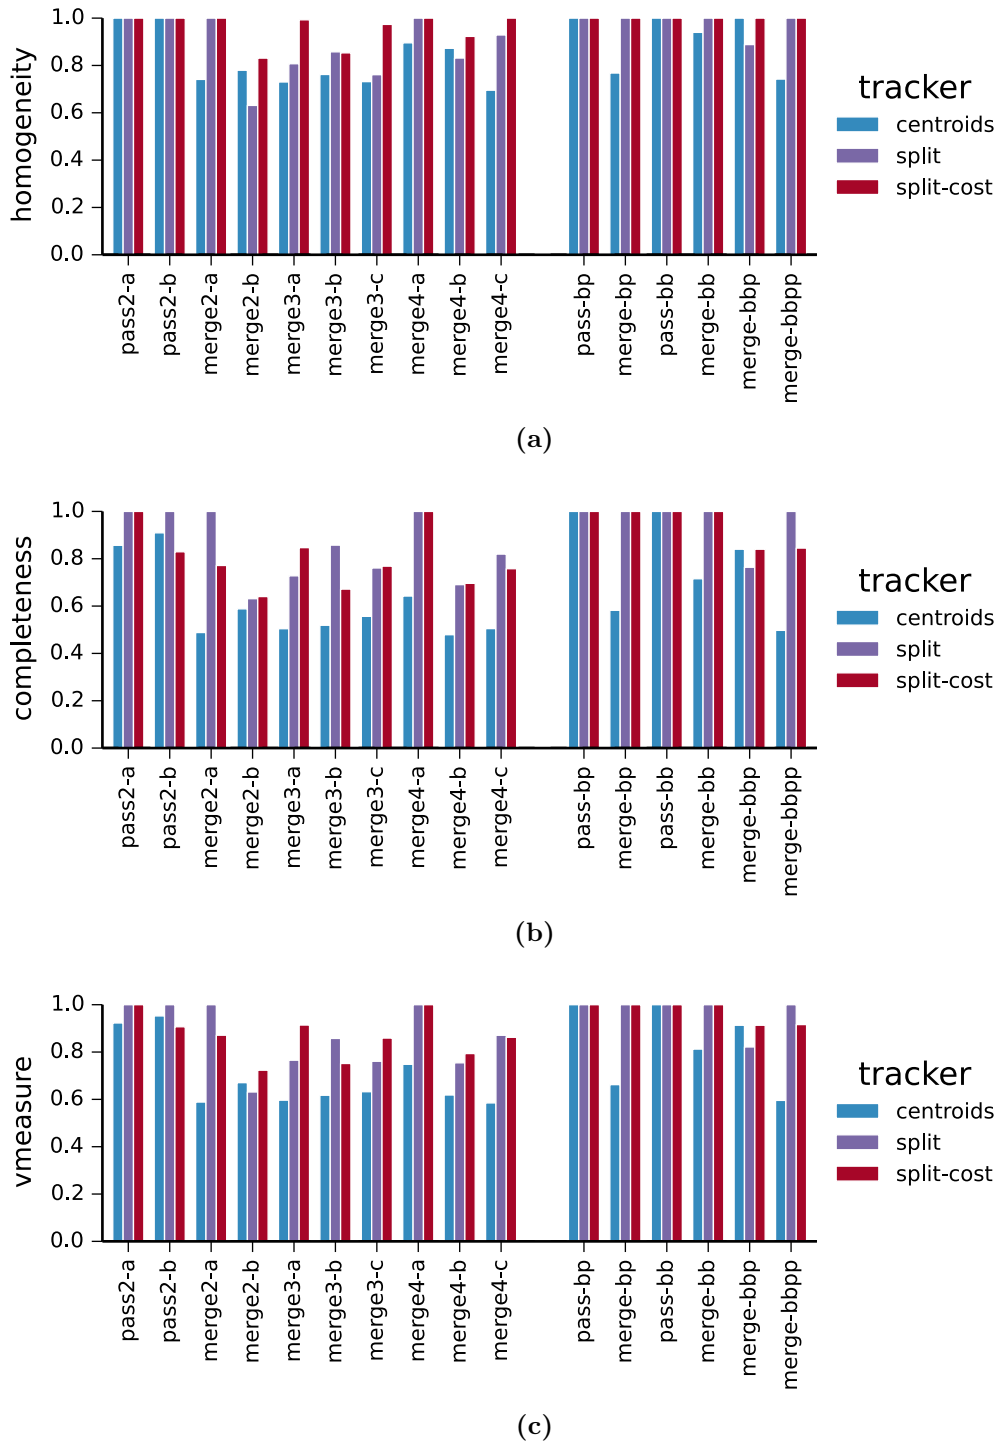 homogeneity
1.0
0.8
0.6
0.4
0.2
0.0
pass2-a
pass2-b
merge2-a
merge2-b
merge3-a
merge3-b
merge3-c
merge4-a
merge4-b
merge4-c
pass-bp
merge-bp
pass-bb
merge-bb
merge-bbp
merge-bbpp
tracker
centroids
split
split-cost
(a)
completeness
1.0
0.8
0.6
0.4
0.2
0.0
pass2-a
pass2-b
merge2-a
merge2-b
merge3-a
merge3-b
merge3-c
merge4-a
merge4-b
merge4-c
pass-bp
merge-bp
pass-bb
merge-bb
merge-bbp
merge-bbpp
tracker
centroids
split
split-cost
(b)
vmeasure
1.0
0.8
0.6
0.4
0.2
0.0
pass2-a
pass2-b
merge2-a
merge2-b
merge3-a
merge3-b
merge3-c
merge4-a
merge4-b
merge4-c
pass-bp
merge-bp
pass-bb
merge-bb
merge-bbp
merge-bbpp
tracker
centroids
split
split-cost
(c)